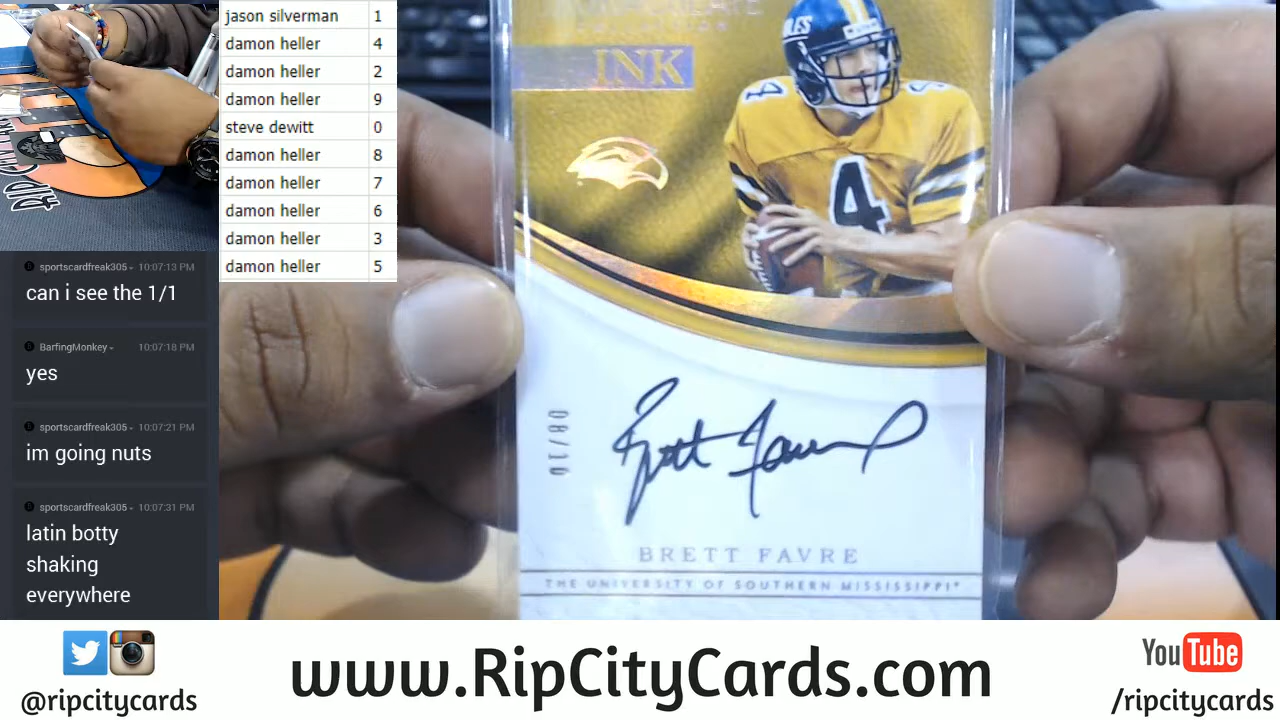 jason silverman 1
damon heller 4
damon heller 2
damon heller 9
steve dewitt 0
damon heller 8
damon heller 7
damon heller 6
damon heller 3
damon heller 5
sportscardfreak305 10:07:13 PM
can i see the 1/1
BarfingMonkey 10:07:18 PM
yes
sportscardfreak305 10:07:21 PM
im going nuts
sportscardfreak305 10:07:31 PM
latin botty
shaking
everywhere
INK
4
4
08/10
Brett Favre
BRETT FAVRE
THE UNIVERSITY OF SOUTHERN MISSISSIPPI
@ripcitycards
www.RipCityCards.com
YouTube
/ripcitycards